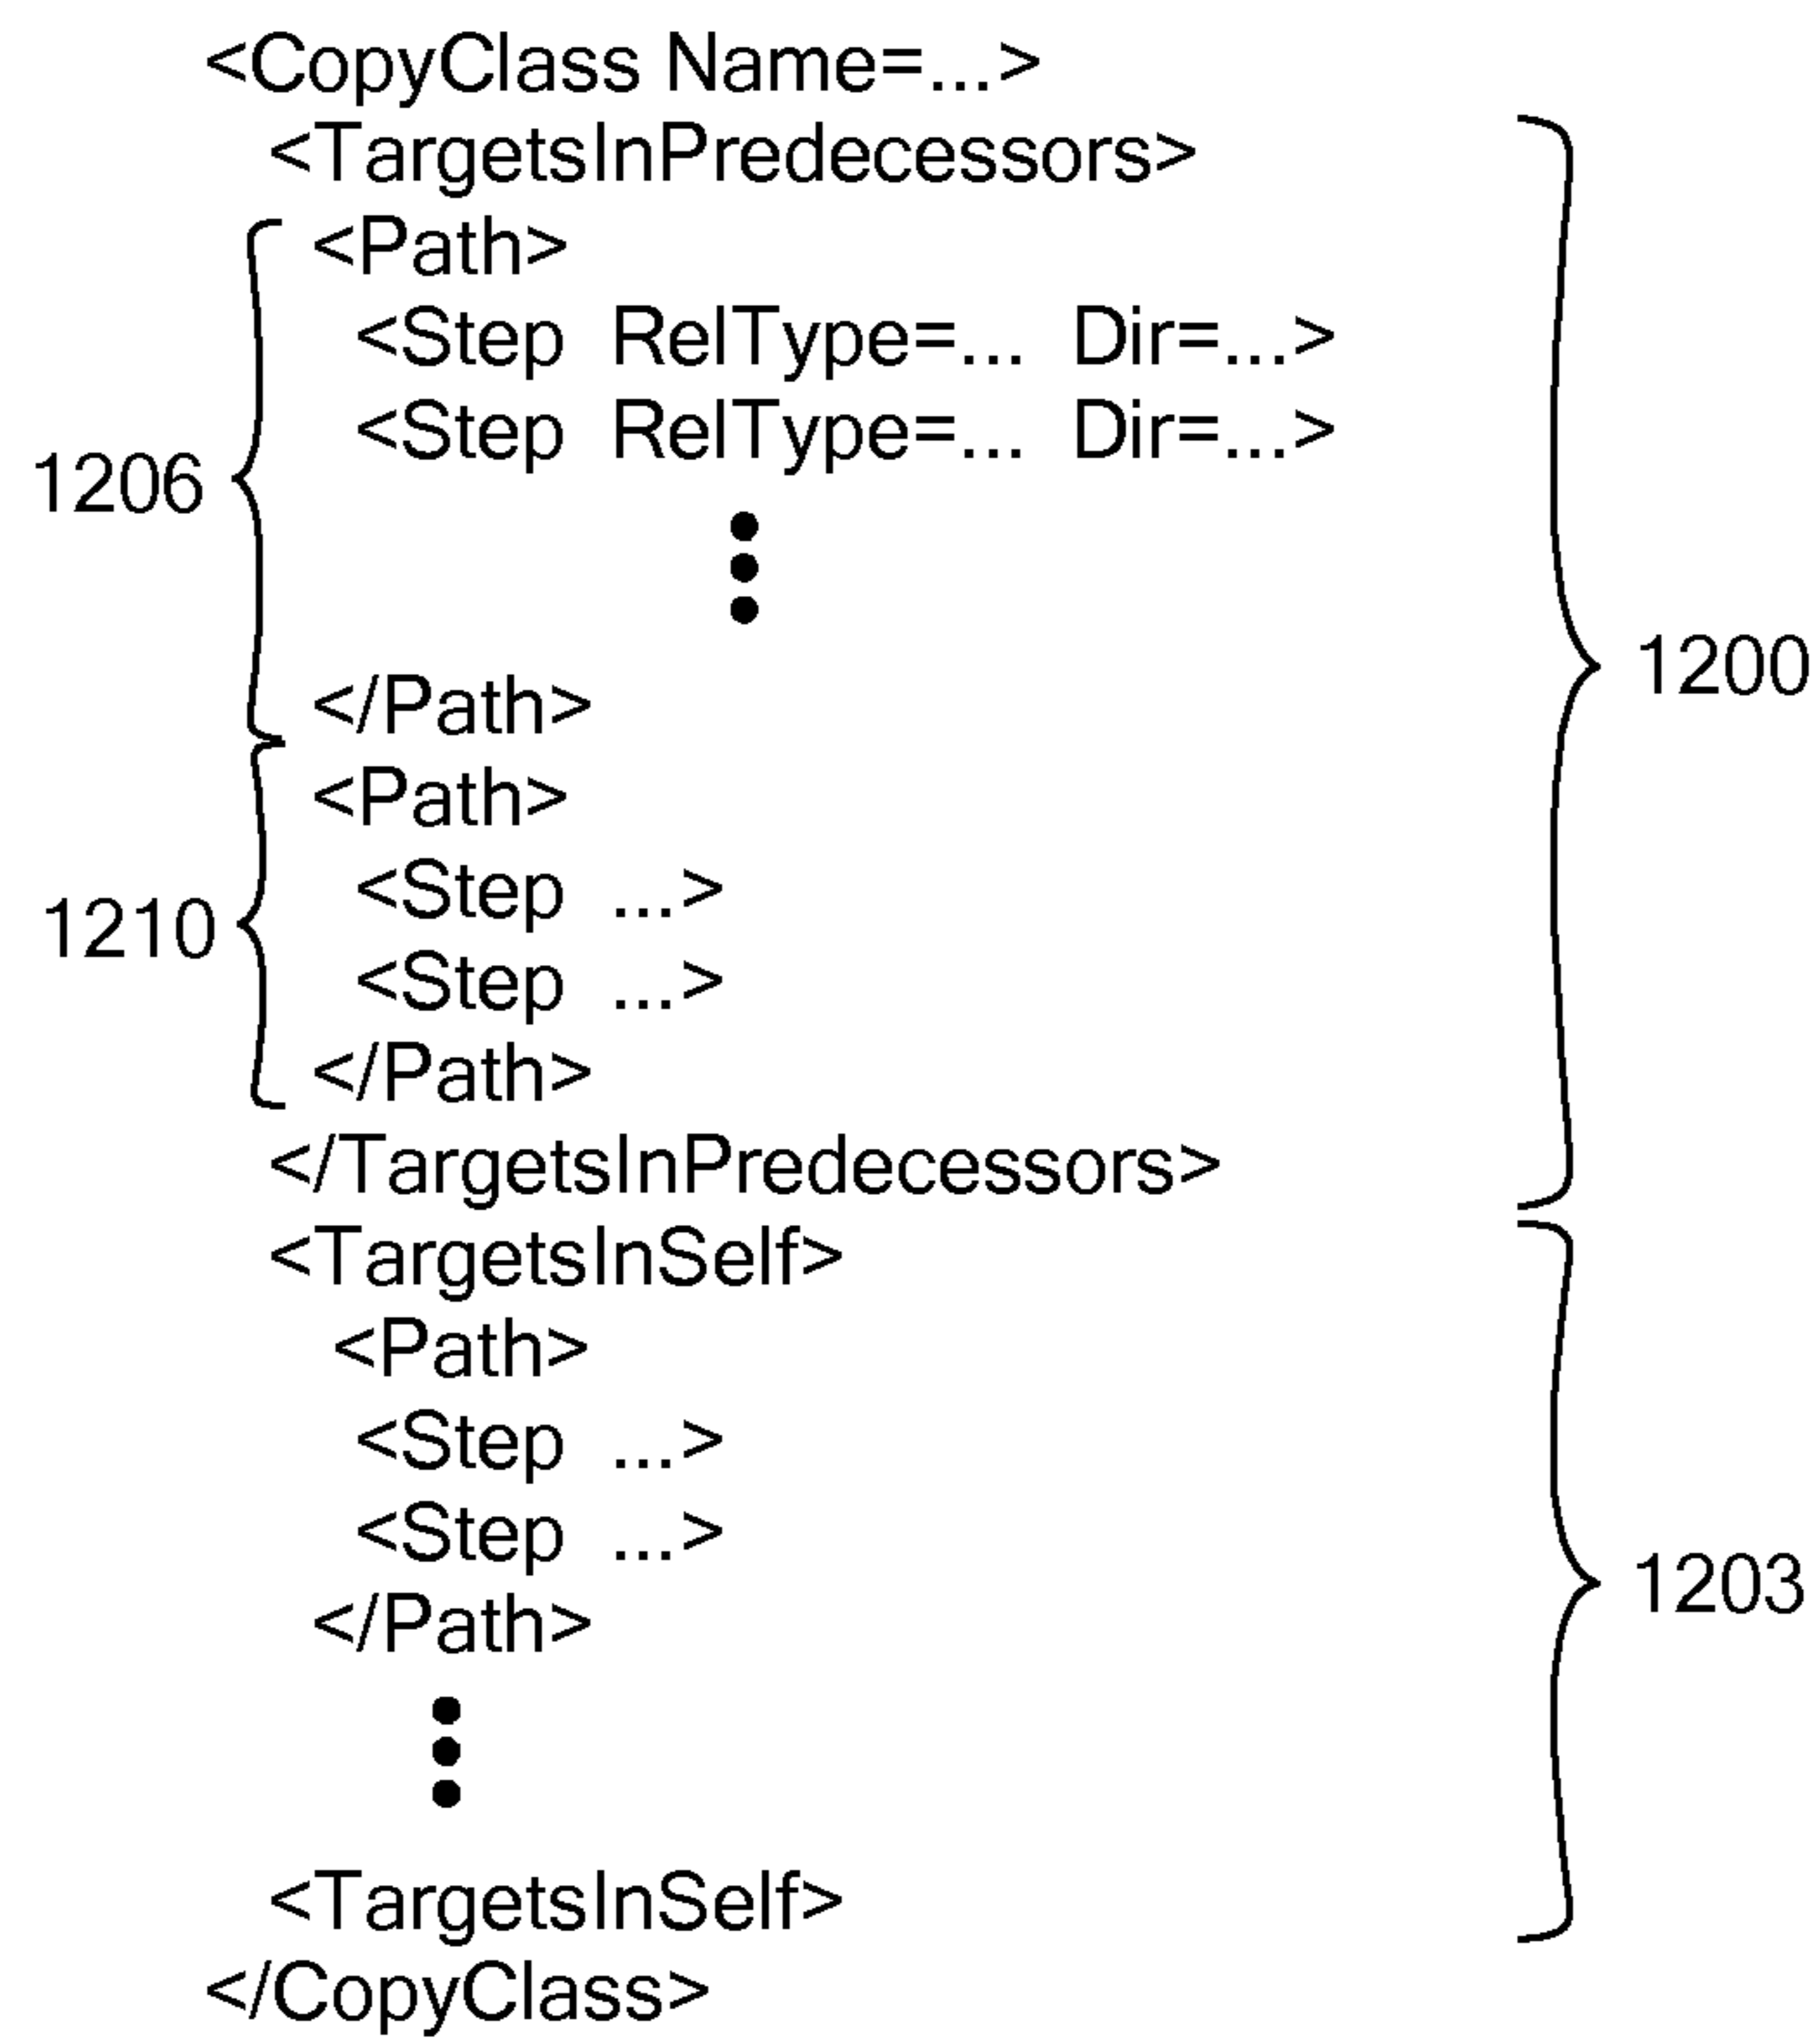 <CopyClass Name=...>
<TargetsInPredecessors>
<Path>
<Step RelType=... Dir=...>
<Step RelType=... Dir=...>
1206
1200
</Path>
<Path>
<Step ...>
1210
<Step ...>
</Path>
</TargetsInPredecessors>
<TargetsInSelf>
<Path>
<Step ...>
<Step ...>
1203
</Path>
<TargetsInSelf>
</CopyClass>